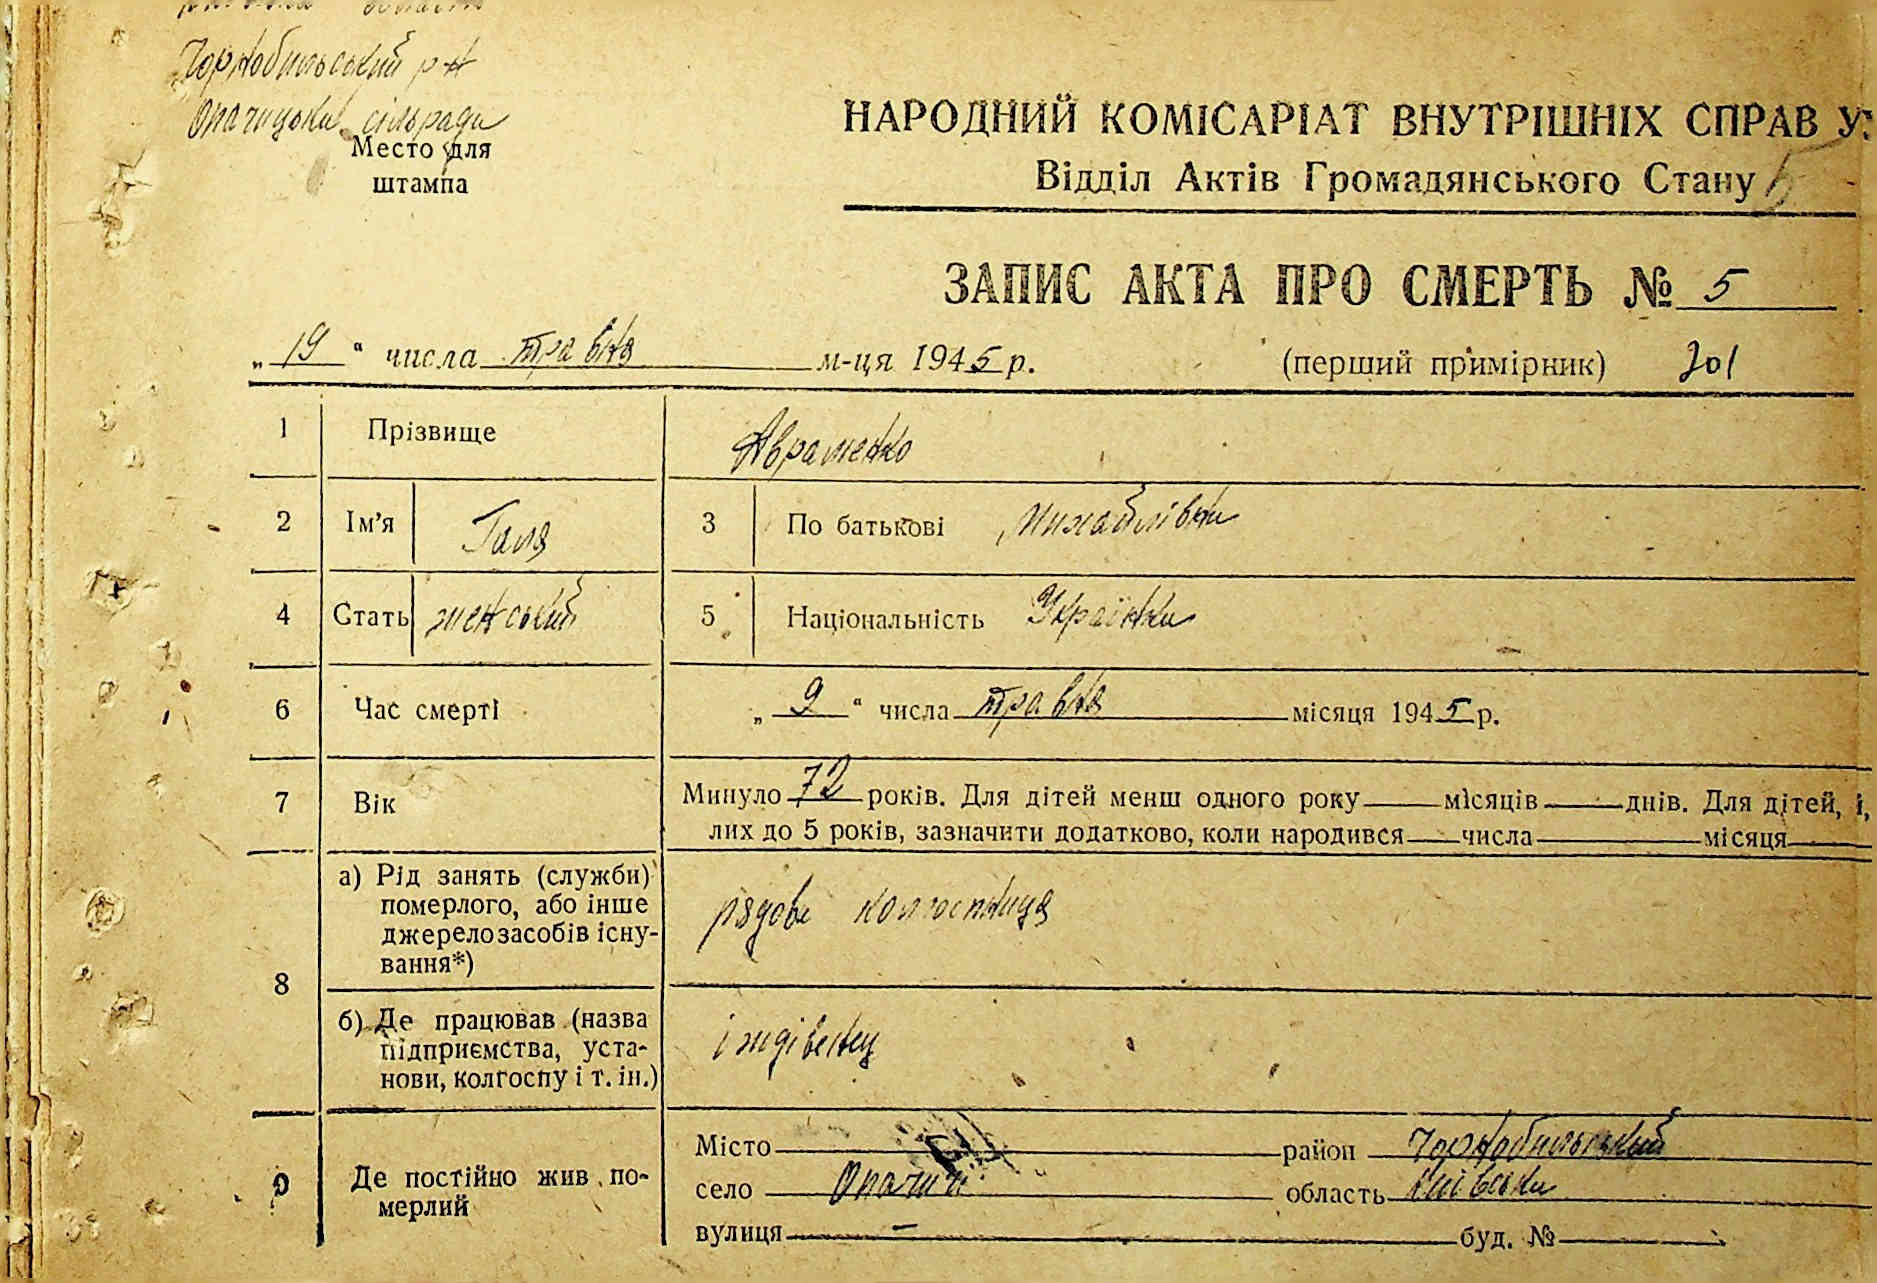 Чорнобильський р-н
Опачицька сільради
Место для
штампа
НАРОДНИЙ КОМІСАРІАТ ВНУТРІШНІХ СПРАВ У
Відділ Актів Громадянського Стану
ЗАПИС АКТА ПРО СМЕРТЬ № 5
„ 19 “ числа травня м-ця 1945 р. (перший примірник) 201
1 Прізвище Авраменко
2 Ім’я Галя 3 По батькові Михайлівни
4 Стать женський 5 Національність Українки
6 Час смерті „ 9 “ числа травня місяця 1945 р.
7 Вік Минуло 72 років. Для дітей менш одного року місяців днів. Для дітей, і,
лих до 5 років, зазначити додатково, коли народився числа місяця
8 а) Рід занять (служби)
померлого, або інше
джерело засобів існу-
вання*)
рядова колгоспниця
б) Де працював (назва
підприємства, уста-
нови, колгоспу і т. ін.)
іждівенец
9 Де постійно жив по-
мерлий
Місто район Чорнобильський
село Опачичі область Київська
вулиця — буд. №